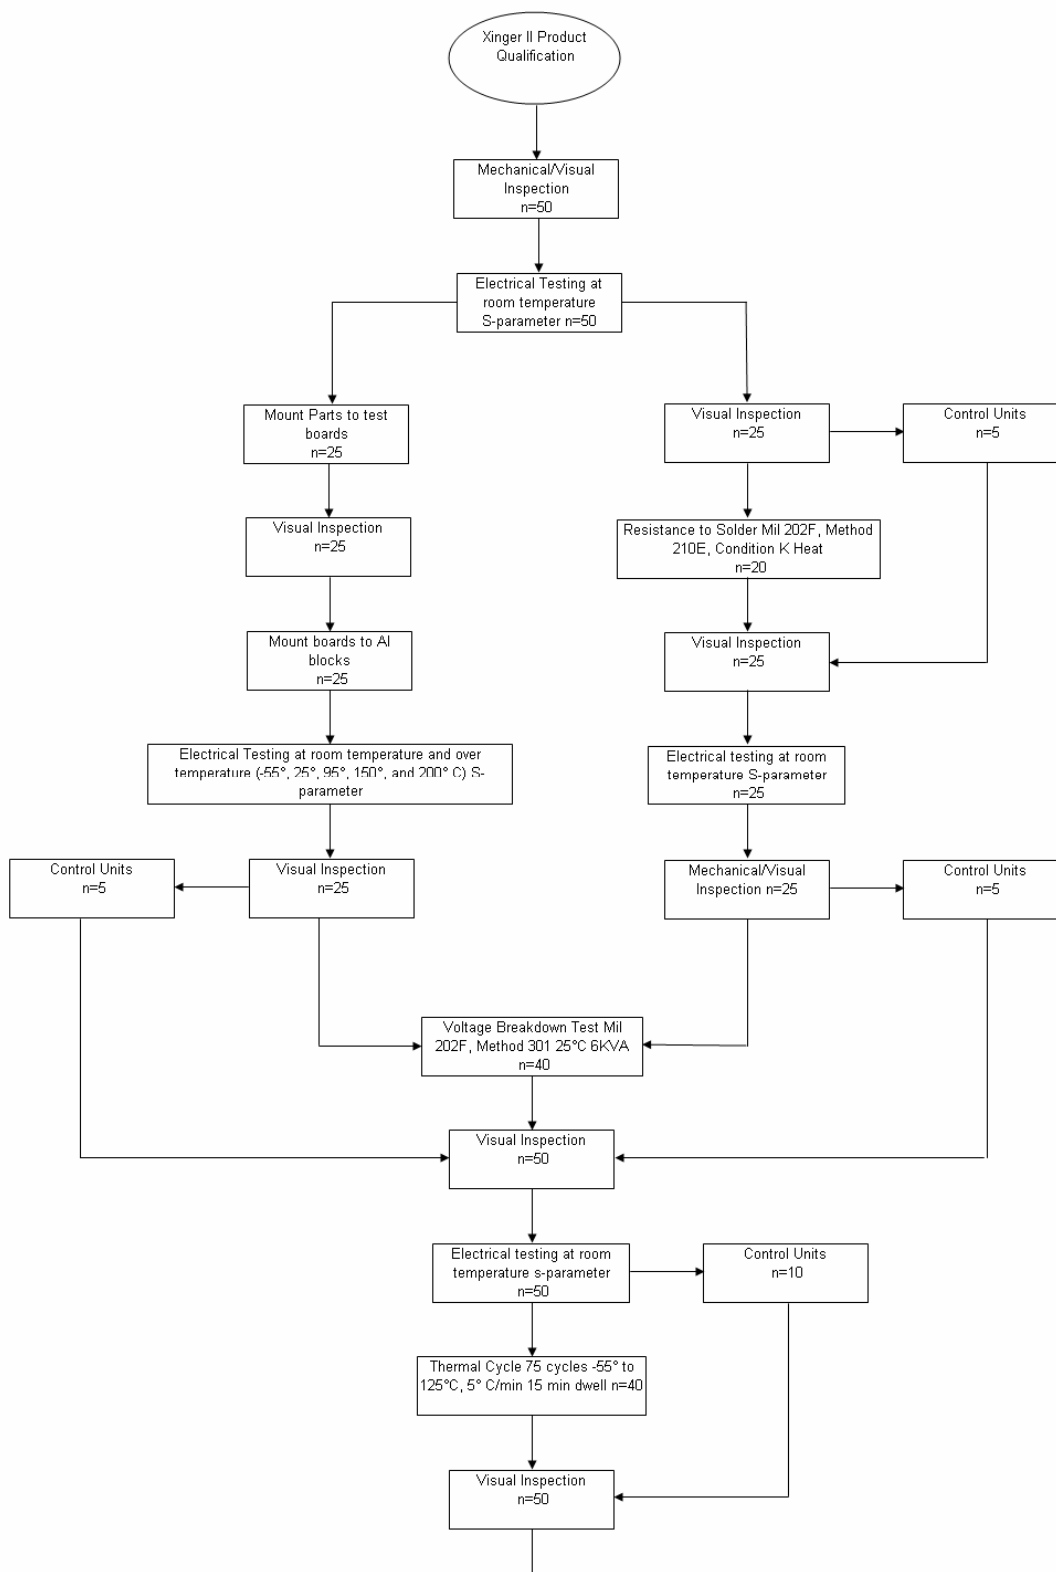 Xinger II Product
Qualification
Mechanical/Visual
Inspection
n=50
Electrical Testing at
room temperature
S-parameter n=50
Mount Parts to test
boards
n=25
Visual Inspection
n=25
Control Units
n=5
Visual Inspection
n=25
Resistance to Solder Mil 202F, Method
210E, Condition K Heat
n=20
Mount boards to Al
blocks
n=25
Visual Inspection
n=25
Electrical Testing at room temperature and over
temperature (-55°, 25°, 95°, 150°, and 200° C) S-
parameter
Electrical testing at room
temperature S-parameter
n=25
Control Units
n=5
Visual Inspection
n=25
Mechanical/Visual
Inspection n=25
Control Units
n=5
Voltage Breakdown Test Mil
202F, Method 301 25°C 6KVA
n=40
Visual Inspection
n=50
Electrical testing at room
temperature s-parameter
n=50
Control Units
n=10
Thermal Cycle 75 cycles -55° to
125°C, 5° C/min 15 min dwell n=40
Visual Inspection
n=50